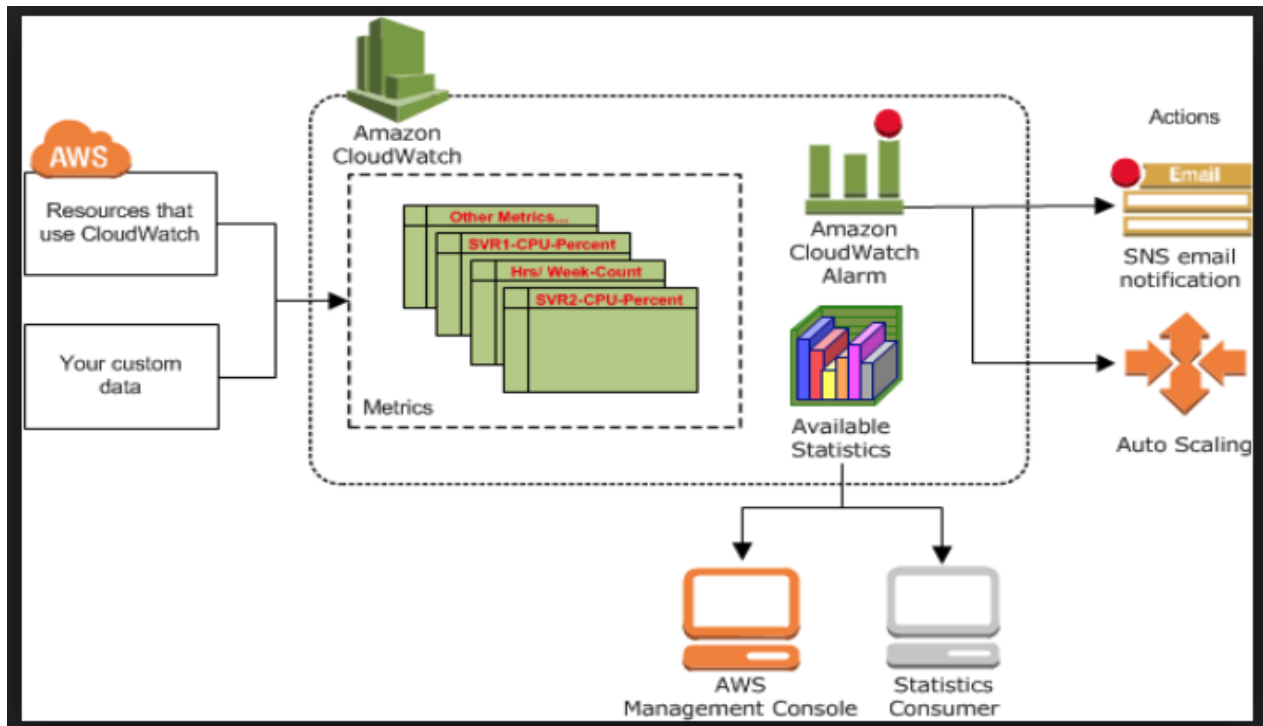 AWS
Resources that
use CloudWatch
Your custom
data
Amazon
CloudWatch
Other Metrics...
SVR1-CPU-Percent
Hrs/ Week-Count
SVR2-CPU-Percent
Metrics
Amazon
CloudWatch
Alarm
Available
Statistics
Actions
Email
SNS email
notification
Auto Scaling
AWS
Management Console
Statistics
Consumer